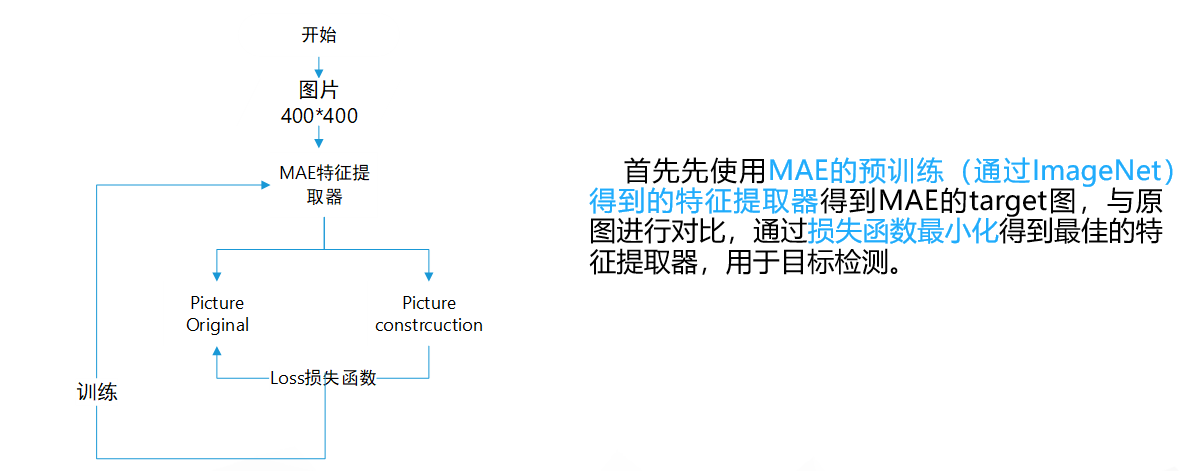 开始
图片
400*400
MAE特征提
取器
Picture
Original
Picture
constrcuction
Loss损失函数
训练
首先先使用MAE的预训练（通过ImageNet）
得到的特征提取器得到MAE的target图，与原
图进行对比，通过损失函数最小化得到最佳的特
征提取器，用于目标检测。